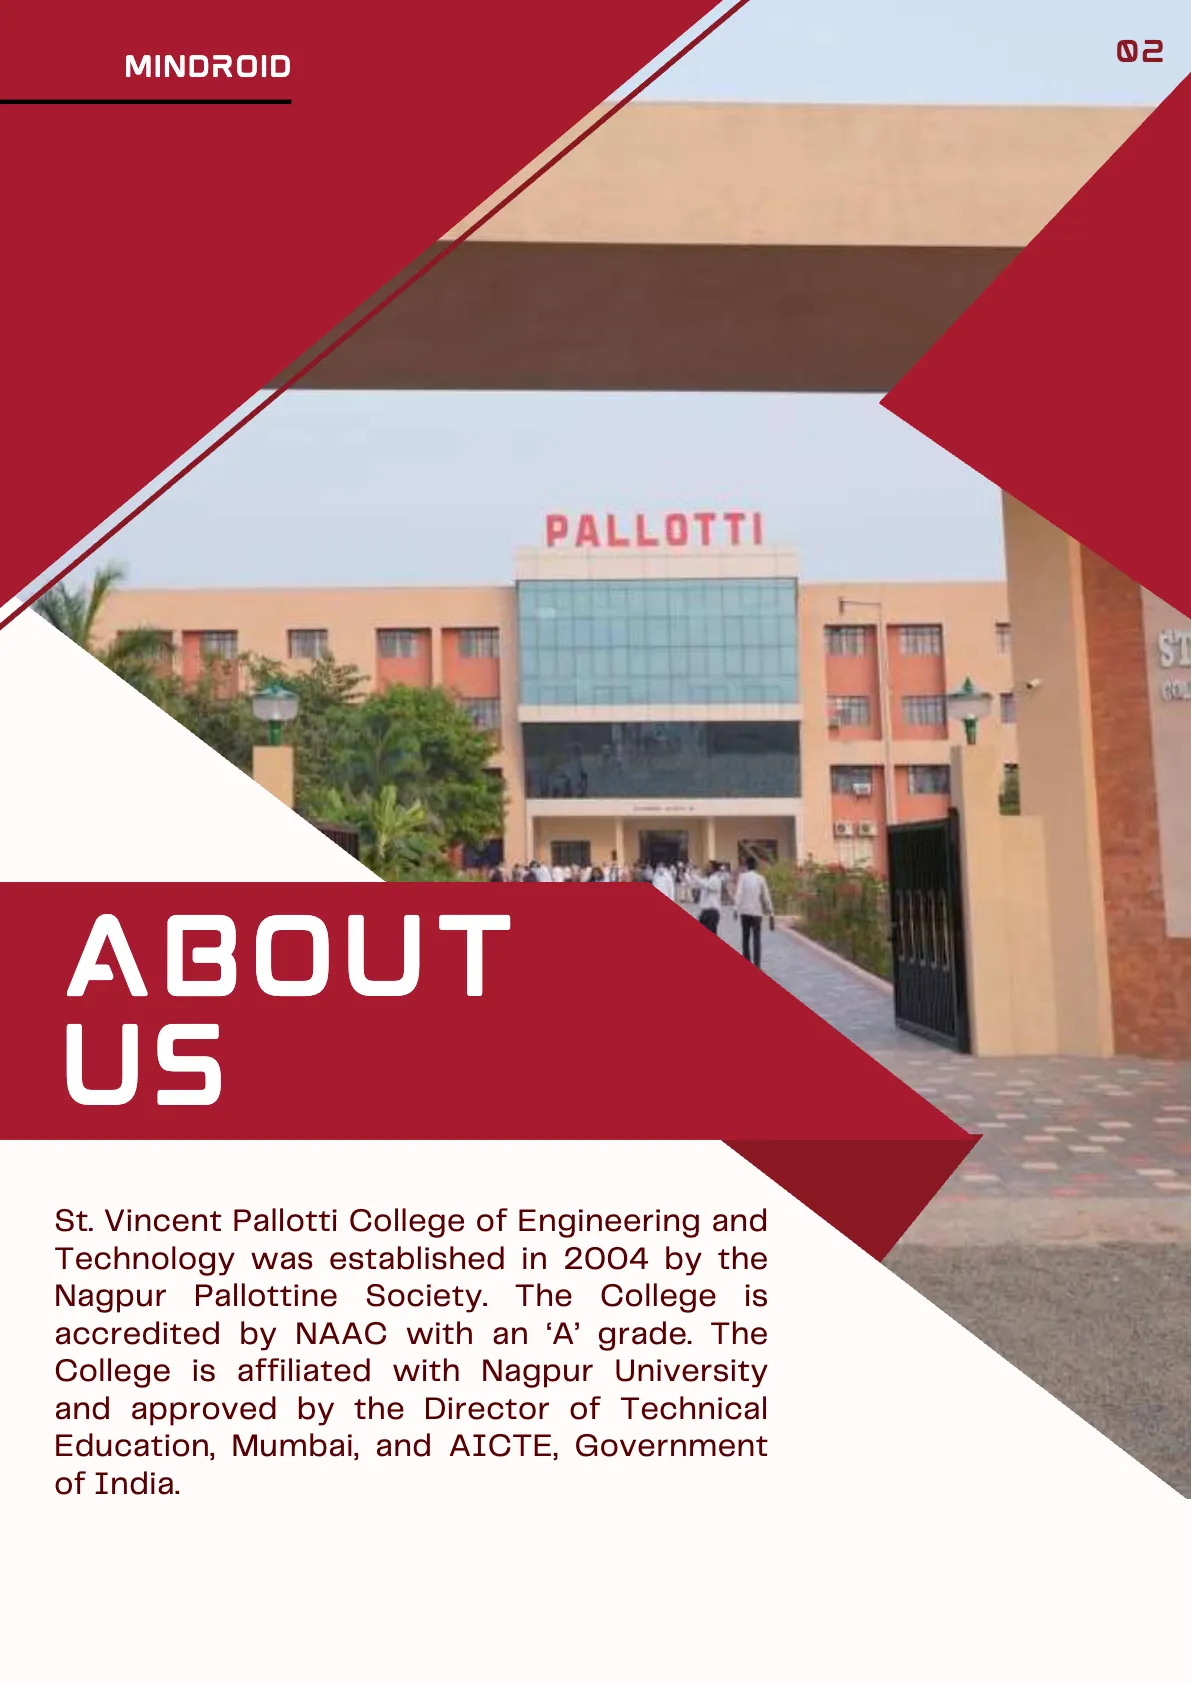 MINDROID
02
PALLOTTI
ST
ABOUT
US
St. Vincent Pallotti College of Engineering and
Technology was established in 2004 by the
Nagpur Pallottine Society. The College is
accredited by NAAC with an ‘A’ grade. The
College is affiliated with Nagpur University
and approved by the Director of Technical
Education, Mumbai, and AICTE, Government
of India.